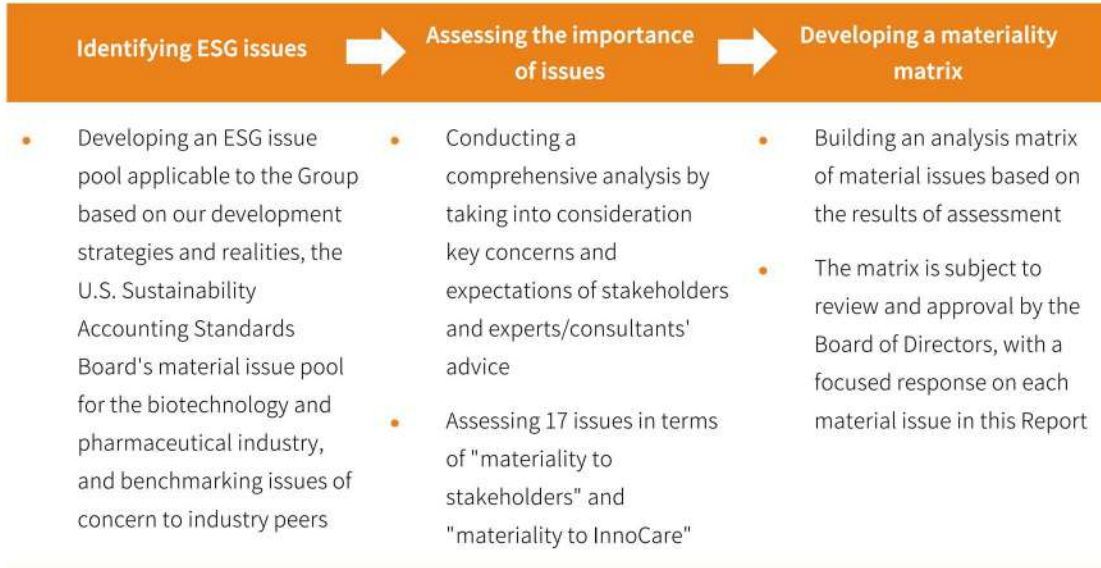 Identifying ESG issues
Assessing the importance
of issues
Developing a materiality
matrix
• Developing an ESG issue
pool applicable to the Group
based on our development
strategies and realities, the
U.S. Sustainability
Accounting Standards
Board's material issue pool
for the biotechnology and
pharmaceutical industry,
and benchmarking issues of
concern to industry peers
• Conducting a
comprehensive analysis by
taking into consideration
key concerns and
expectations of stakeholders
and experts/consultants'
advice
• Assessing 17 issues in terms
of "materiality to
stakeholders" and
"materiality to InnoCare"
• Building an analysis matrix
of material issues based on
the results of assessment
• The matrix is subject to
review and approval by the
Board of Directors, with a
focused response on each
material issue in this Report